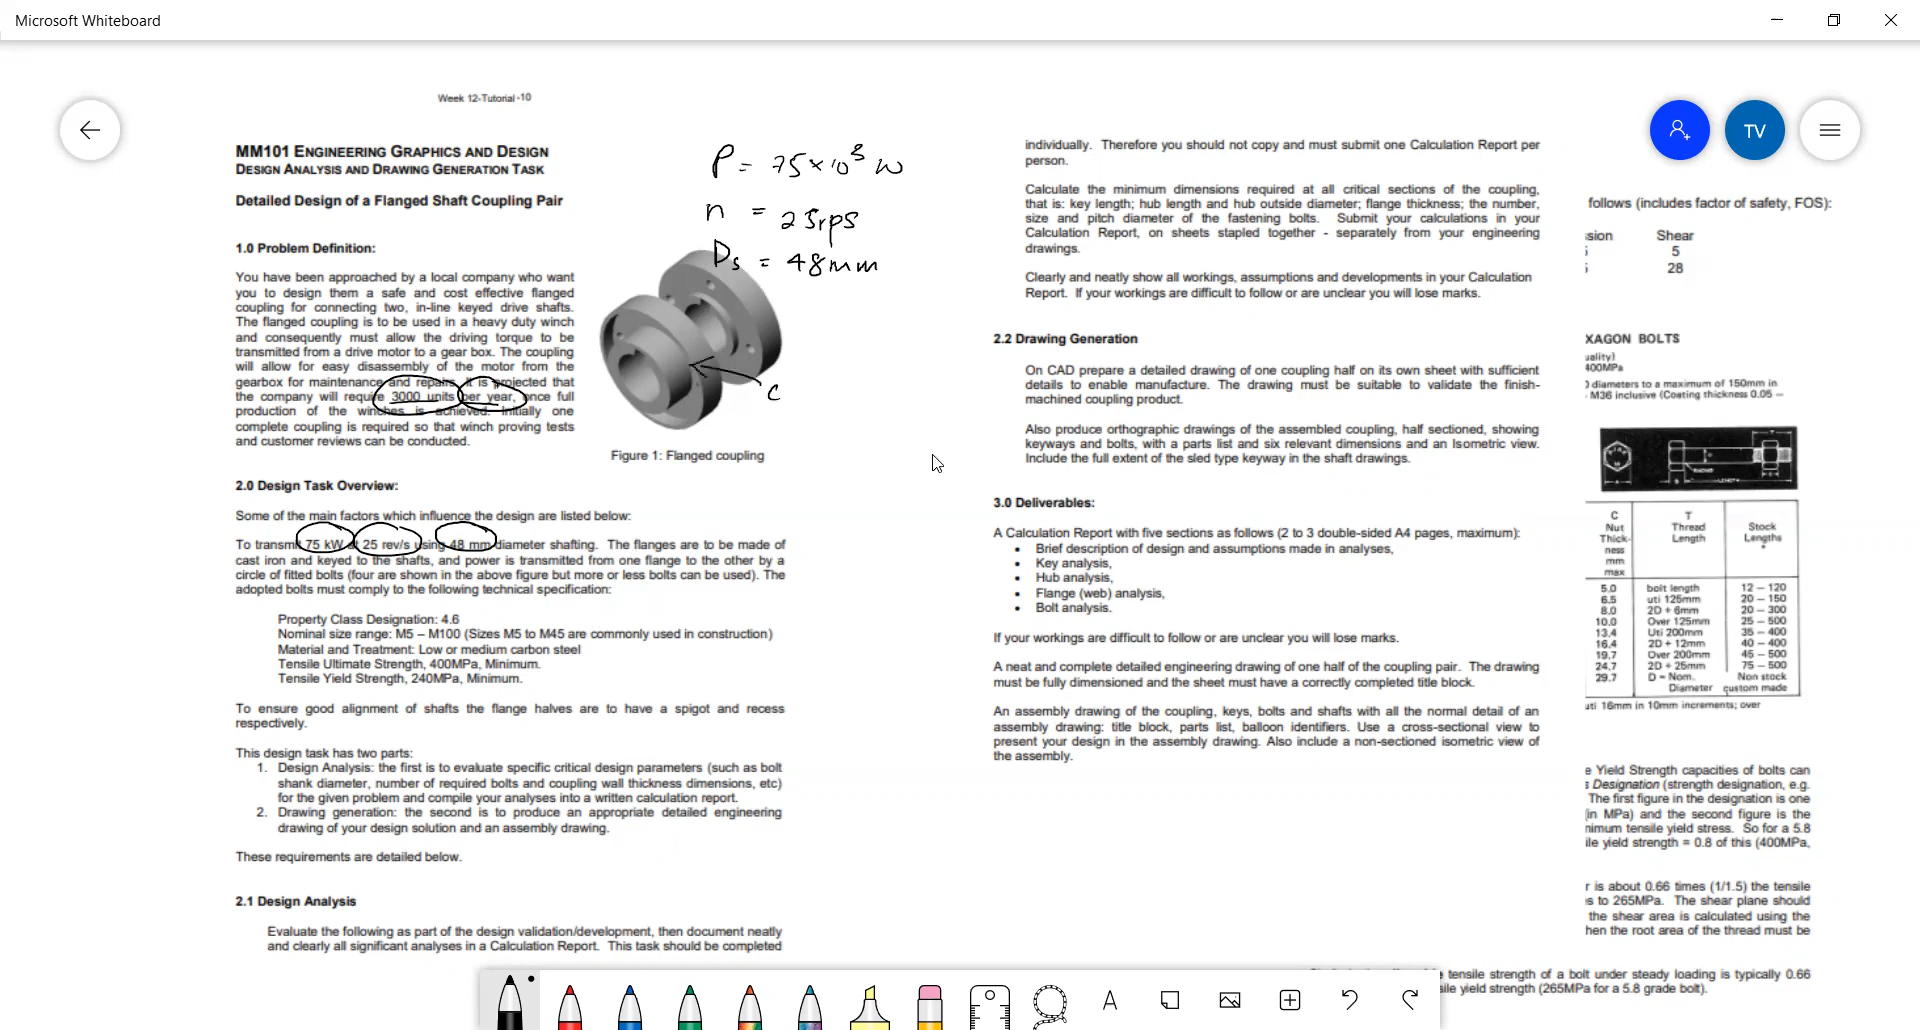 Microsoft Whiteboard
Week 12-Tutorial -10
MM101 ENGINEERING GRAPHICS AND DESIGN
DESIGN ANALYSIS AND DRAWING GENERATION TASK
Detailed Design of a Flanged Shaft Coupling Pair
1.0 Problem Definition:
You have been approached by a local company who want
you to design them a safe and cost effective flanged
coupling for connecting two, in-line keyed drive shafts.
The flanged coupling is to be used in a heavy duty winch
and consequently must allow the driving torque to be
transmitted from a drive motor to a gear box. The coupling
will allow for easy disassembly of the motor from the
gearbox for maintenance and repairs. It is projected that
the company will require 3000 units per year, once full
production of the winches is achieved. Initially one
complete coupling is required so that winch proving tests
and customer reviews can be conducted.
P = 75×10³ W
n = 25rps
Ds = 48mm
C
Figure 1: Flanged coupling
2.0 Design Task Overview:
Some of the main factors which influence the design are listed below:
To transmit 75 kW at 25 rev/s using 48 mm diameter shafting. The flanges are to be made of
cast iron and keyed to the shafts, and power is transmitted from one flange to the other by a
circle of fitted bolts (four are shown in the above figure but more or less bolts can be used). The
adopted bolts must comply to the following technical specification:
Property Class Designation: 4.6
Nominal size range: M5 – M100 (Sizes M5 to M45 are commonly used in construction)
Material and Treatment: Low or medium carbon steel
Tensile Ultimate Strength, 400MPa, Minimum.
Tensile Yield Strength, 240MPa, Minimum.
To ensure good alignment of shafts the flange halves are to have a spigot and recess
respectively.
This design task has two parts:
1. Design Analysis: the first is to evaluate specific critical design parameters (such as bolt
shank diameter, number of required bolts and coupling wall thickness dimensions, etc)
for the given problem and compile your analyses into a written calculation report.
2. Drawing generation: the second is to produce an appropriate detailed engineering
drawing of your design solution and an assembly drawing.
These requirements are detailed below.
2.1 Design Analysis
Evaluate the following as part of the design validation/development, then document neatly
and clearly all significant analyses in a Calculation Report. This task should be completed
individually. Therefore you should not copy and must submit one Calculation Report per
person.
Calculate the minimum dimensions required at all critical sections of the coupling,
that is: key length; hub length and hub outside diameter; flange thickness; the number,
size and pitch diameter of the fastening bolts. Submit your calculations in your
Calculation Report, on sheets stapled together - separately from your engineering
drawings.
Clearly and neatly show all workings, assumptions and developments in your Calculation
Report. If your workings are difficult to follow or are unclear you will lose marks.
2.2 Drawing Generation
On CAD prepare a detailed drawing of one coupling half on its own sheet with sufficient
details to enable manufacture. The drawing must be suitable to validate the finish-
machined coupling product.
Also produce orthographic drawings of the assembled coupling, half sectioned, showing
keyways and bolts, with a parts list and six relevant dimensions and an Isometric view.
Include the full extent of the sled type keyway in the shaft drawings.
3.0 Deliverables:
A Calculation Report with five sections as follows (2 to 3 double-sided A4 pages, maximum):
• Brief description of design and assumptions made in analyses,
• Key analysis,
• Hub analysis,
• Flange (web) analysis,
• Bolt analysis.
If your workings are difficult to follow or are unclear you will lose marks.
A neat and complete detailed engineering drawing of one half of the coupling pair. The drawing
must be fully dimensioned and the sheet must have a correctly completed title block.
An assembly drawing of the coupling, keys, bolts and shafts with all the normal detail of an
assembly drawing: title block, parts list, balloon identifiers. Use a cross-sectional view to
present your design in the assembly drawing. Also include a non-sectioned isometric view of
the assembly.
TV
follows (includes factor of safety, FOS):
ssion Shear
5
28
XAGON BOLTS
uality)
400MPa
diameters to a maximum of 150mm in
M36 inclusive (Coating thickness 0.05 –
C T Stock
Nut Thread Lengths
Thick- Length *
ness
mm
max
5.0 bolt length 12 – 120
6.5 uti 125mm 20 – 150
8.0 2D + 6mm 20 – 300
10.0 Over 125mm 25 – 500
13.4 Uti 200mm 35 – 400
16.4 2D + 12mm 40 – 400
19.7 Over 200mm 45 – 500
24.7 2D + 25mm 75 – 500
29.7 D = Nom. Non stock
Diameter custom made
uti 16mm in 10mm increments; over
e Yield Strength capacities of bolts can
s Designation (strength designation, e.g.
The first figure in the designation is one
(in MPa) and the second figure is the
nimum tensile yield stress. So for a 5.8
ile yield strength = 0.8 of this (400MPa,
r is about 0.66 times (1/1.5) the tensile
s to 265MPa. The shear plane should
the shear area is calculated using the
hen the root area of the thread must be
e tensile strength of a bolt under steady loading is typically 0.66
sile yield strength (265MPa for a 5.8 grade bolt).